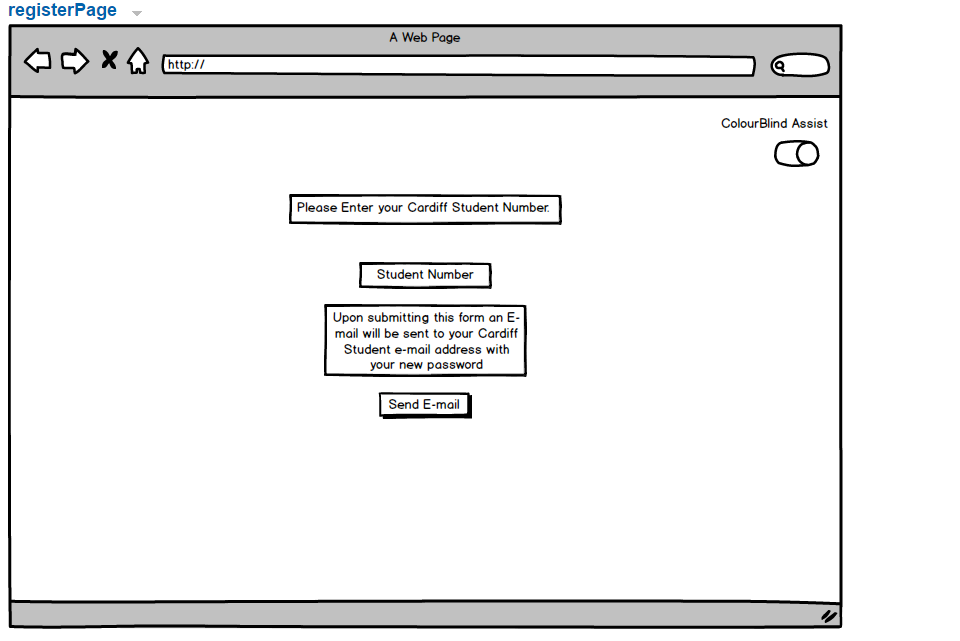 registerPage
A Web Page
http://
ColourBlind Assist
Please Enter your Cardiff Student Number.
Student Number
Upon submitting this form an E-
mail will be sent to your Cardiff
Student e-mail address with
your new password
Send E-mail